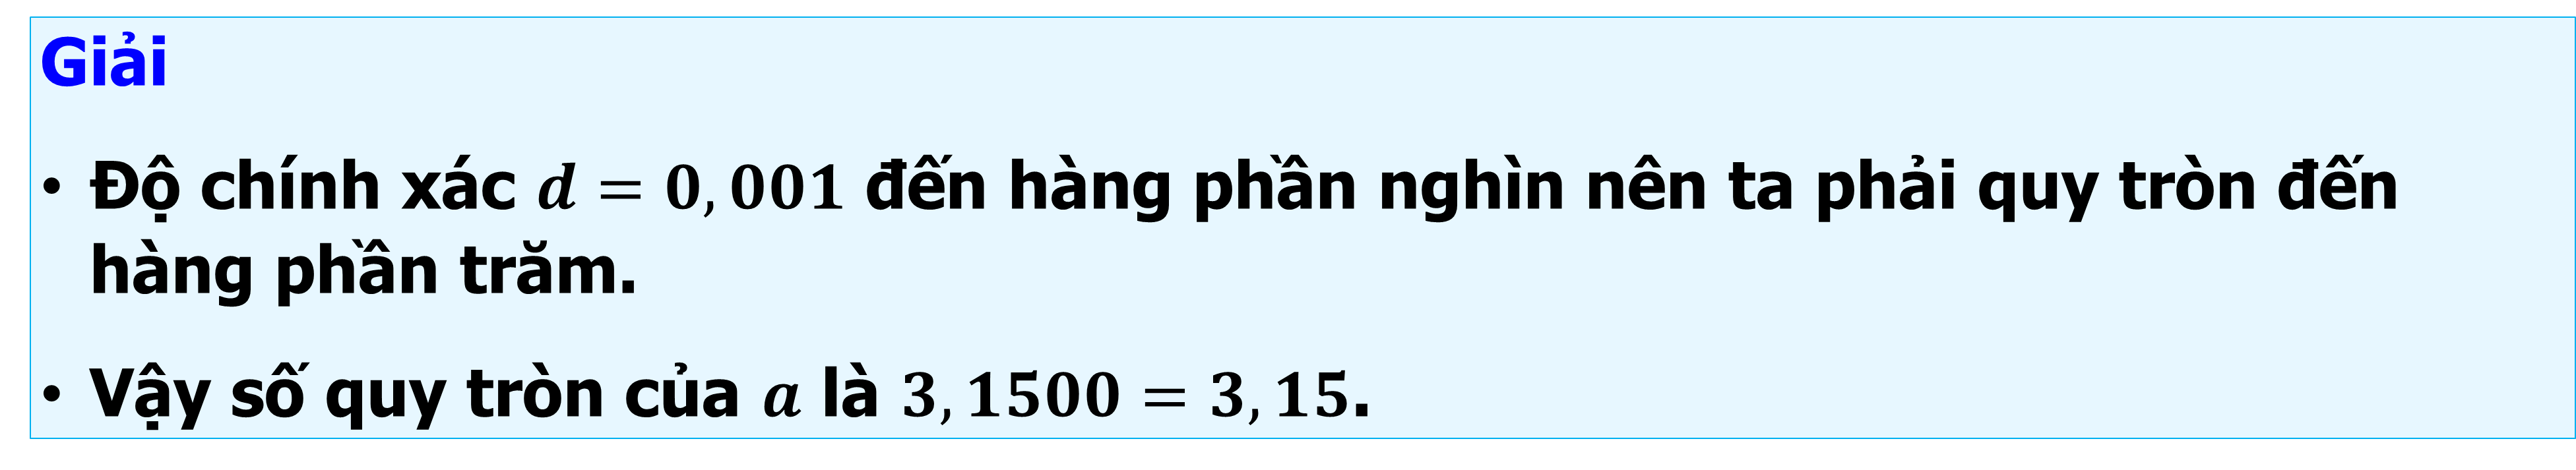 Giải
• Độ chính xác d = 0, 001 đến hàng phần nghìn nên ta phải quy tròn đến
hàng phần trăm.
• Vậy số quy tròn của a là 3, 1500 = 3, 15.